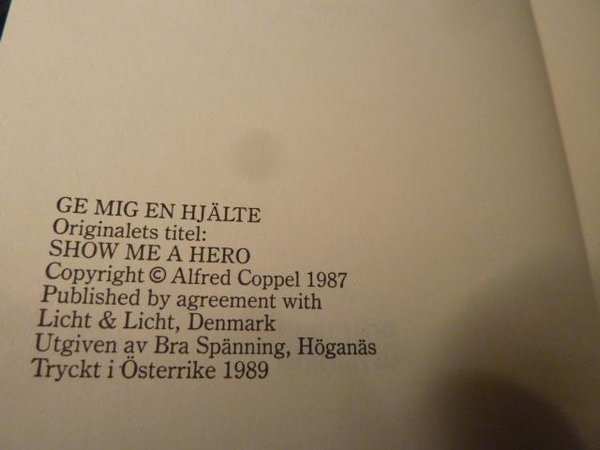 GE MIG EN HJÄLTE
Originalets titel:
SHOW ME A HERO
Copyright © Alfred Coppel 1987
Published by agreement with
Licht & Licht, Denmark
Utgiven av Bra Spänning, Höganäs
Tryckt i Österrike 1989